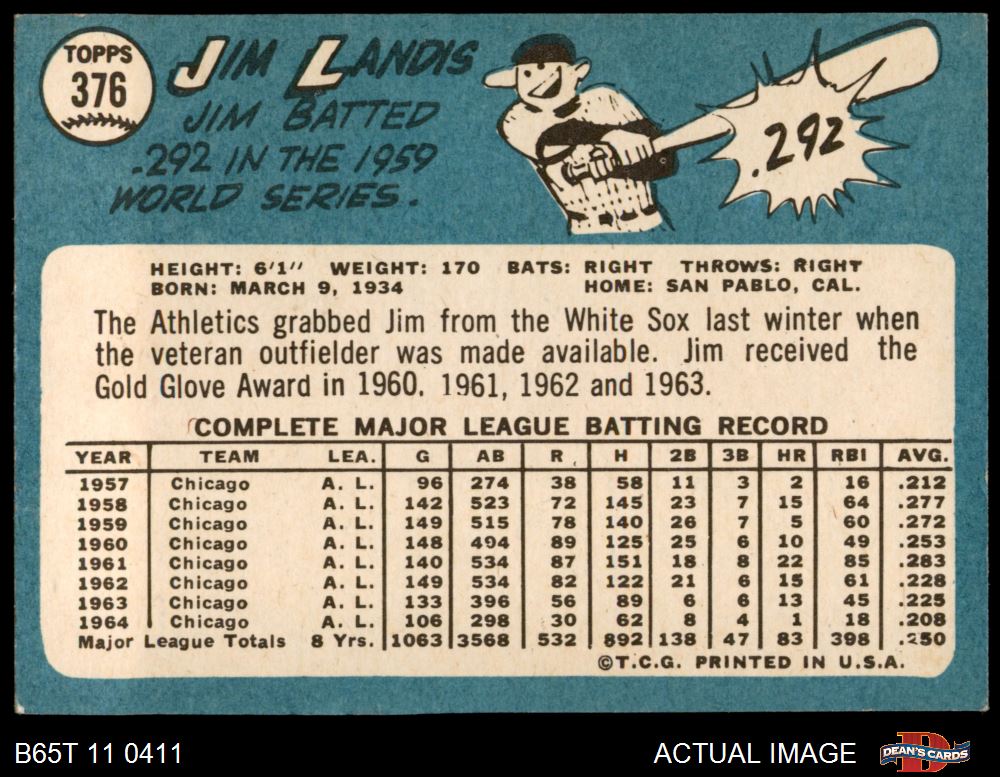 TOPPS
376
JIM LANDIS
JIM BATTED
.292 IN THE 1959
WORLD SERIES.
.292
HEIGHT: 6'1" WEIGHT: 170 BATS: RIGHT THROWS: RIGHT
BORN: MARCH 9, 1934 HOME: SAN PABLO, CAL.
The Athletics grabbed Jim from the White Sox last winter when
the veteran outfielder was made available. Jim received the
Gold Glove Award in 1960. 1961, 1962 and 1963.
COMPLETE MAJOR LEAGUE BATTING RECORD
YEAR TEAM LEA. G AB R H 2B 3B HR RBI AVG.
1957 Chicago A. L. 96 274 38 58 11 3 2 16 .212
1958 Chicago A. L. 142 523 72 145 23 7 15 64 .277
1959 Chicago A. L. 149 515 78 140 26 7 5 60 .272
1960 Chicago A. L. 148 494 89 125 25 6 10 49 .253
1961 Chicago A. L. 140 534 87 151 18 8 22 85 .283
1962 Chicago A. L. 149 534 82 122 21 6 15 61 .228
1963 Chicago A. L. 133 396 56 89 6 6 13 45 .225
1964 Chicago A. L. 106 298 30 62 8 4 1 18 .208
Major League Totals 8 Yrs. 1063 3568 532 892 138 47 83 398 .250
©T.C.G. PRINTED IN U.S.A.
B65T 11 0411 ACTUAL IMAGE DEAN'S CARDS